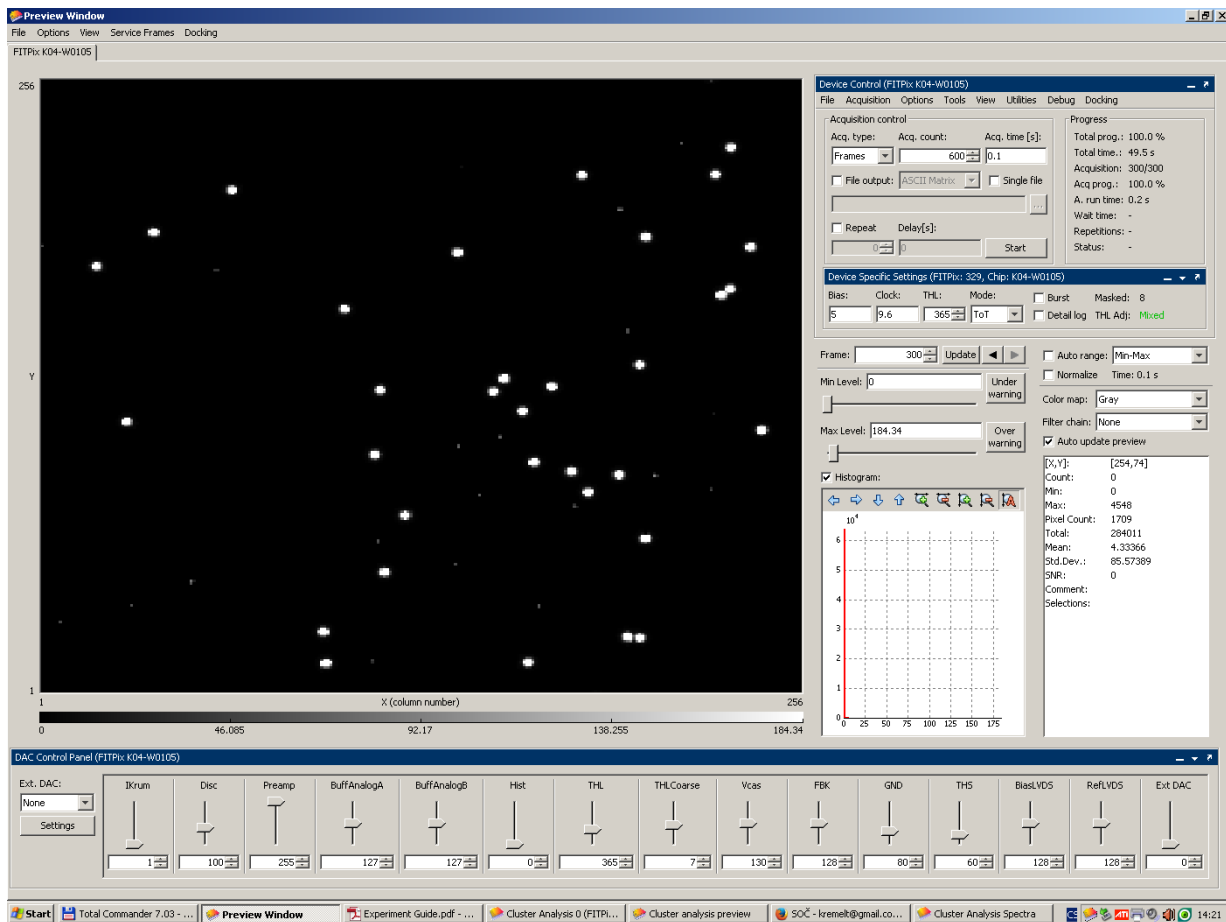 Preview Window
File Options View Service Frames Docking
FITPix K04-W0105
256
Y
1
1 X (column number) 256
0 46.085 92.17 138.255 184.34
Device Control (FITPix K04-W0105)
File Acquisition Options Tools View Utilities Debug Docking
Acquisition control
Acq. type: Acq. count: Acq. time [s]:
Frames 600 0.1
File output: ASCII Matrix Single file
...
Repeat Delay[s]:
0 0 Start
Progress
Total prog.: 100.0 %
Total time.: 49.5 s
Acquisition: 300/300
Acq prog.: 100.0 %
A. run time: 0.2 s
Wait time: -
Repetitions: -
Status: -
Device Specific Settings (FITPix: 329, Chip: K04-W0105)
Bias: Clock: THL: Mode: Burst Masked: 8
5 9.6 365 ToT Detail log THL Adj: Mixed
Frame: 300 Update
Min Level: 0 Under warning
Max Level: 184.34 Over warning
Histogram:
10^4
6
5
4
3
2
1
0
0 25 50 75 100 125 150 175
Auto range: Min-Max
Normalize Time: 0.1 s
Color map: Gray
Filter chain: None
Auto update preview
[X,Y]: [254,74]
Count: 0
Min: 0
Max: 4548
Pixel Count: 1709
Total: 284011
Mean: 4.33366
Std.Dev.: 85.57389
SNR: 0
Comment:
Selections:
DAC Control Panel (FITPix K04-W0105)
Ext. DAC:
None
Settings
IKrum Disc Preamp BuffAnalogA BuffAnalogB Hist THL THLCoarse Vcas FBK GND THS BiasLVDS RefLVDS Ext DAC
1 100 255 127 127 0 365 7 130 128 80 60 128 128 0
Start Total Commander 7.03 - ... Preview Window Experiment Guide.pdf - ... Cluster Analysis 0 (FITPi... Cluster analysis preview SOČ - kremelt@gmail.co... Cluster Analysis Spectra CS ATI 14:21